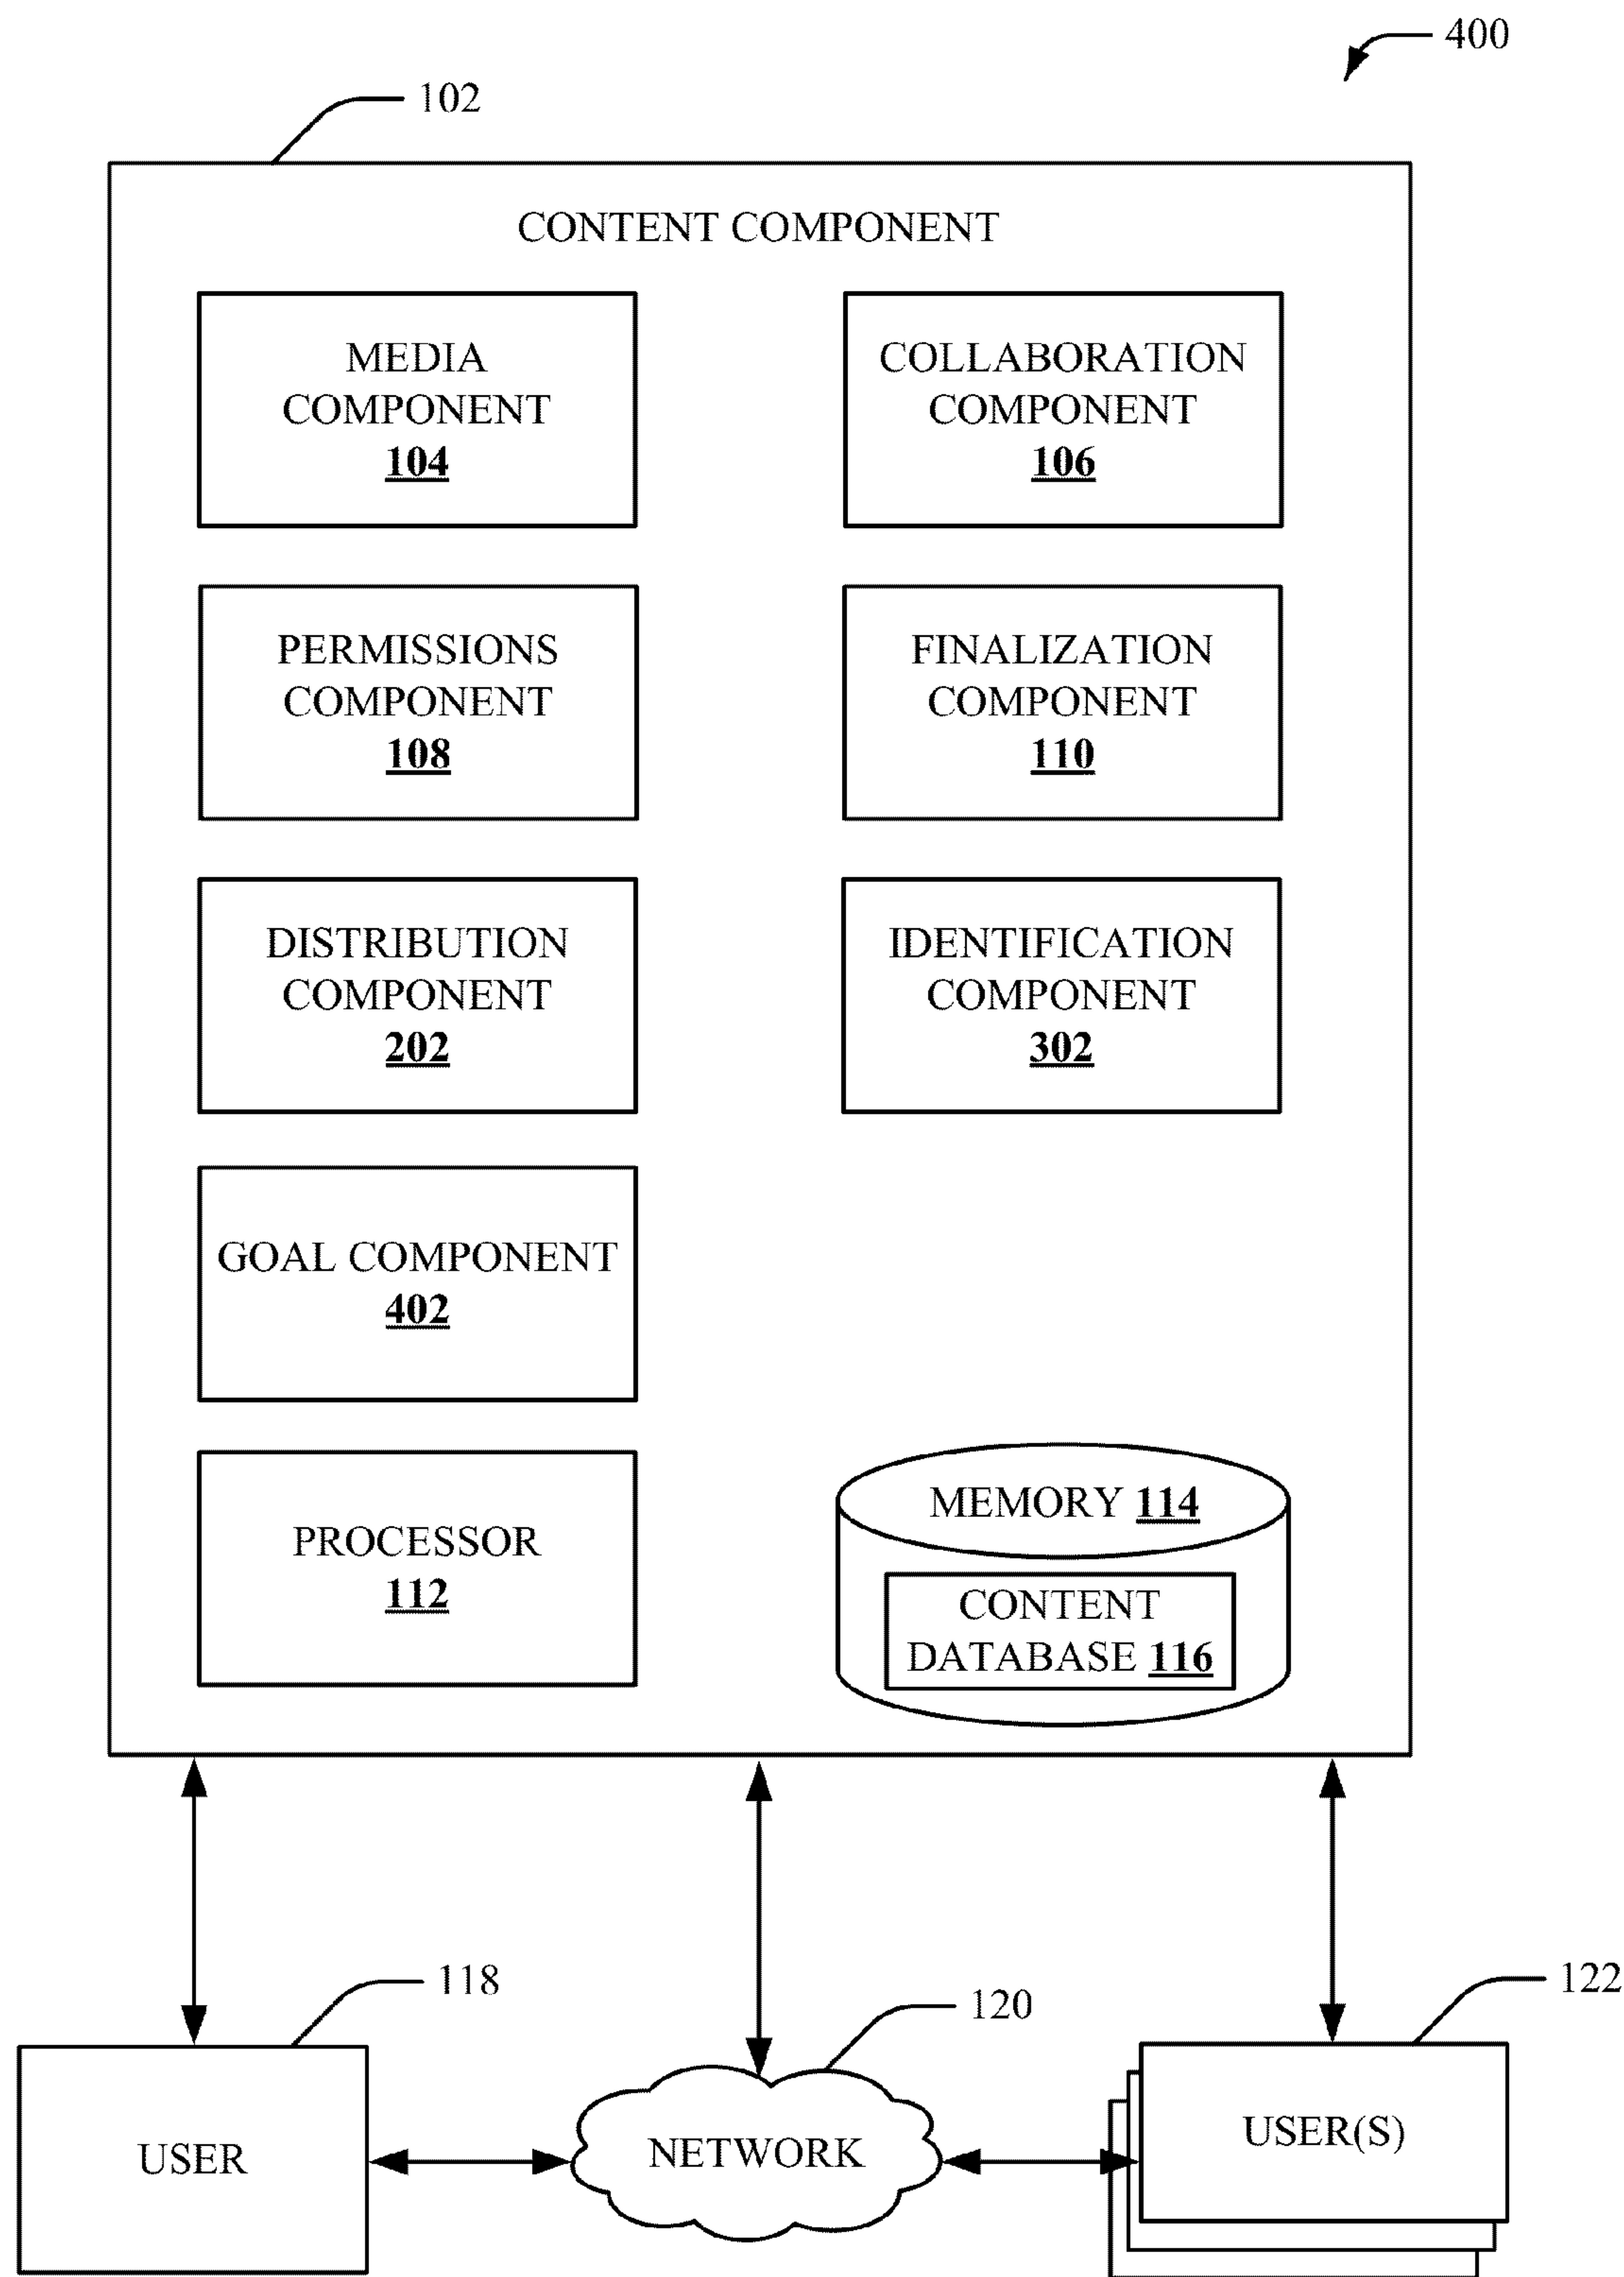 400
102
CONTENT COMPONENT
MEDIA
COMPONENT
104
COLLABORATION
COMPONENT
106
PERMISSIONS
COMPONENT
108
FINALIZATION
COMPONENT
110
DISTRIBUTION
COMPONENT
202
IDENTIFICATION
COMPONENT
302
GOAL COMPONENT
402
PROCESSOR
112
MEMORY 114
CONTENT
DATABASE 116
118
120
122
USER
NETWORK
USER(S)